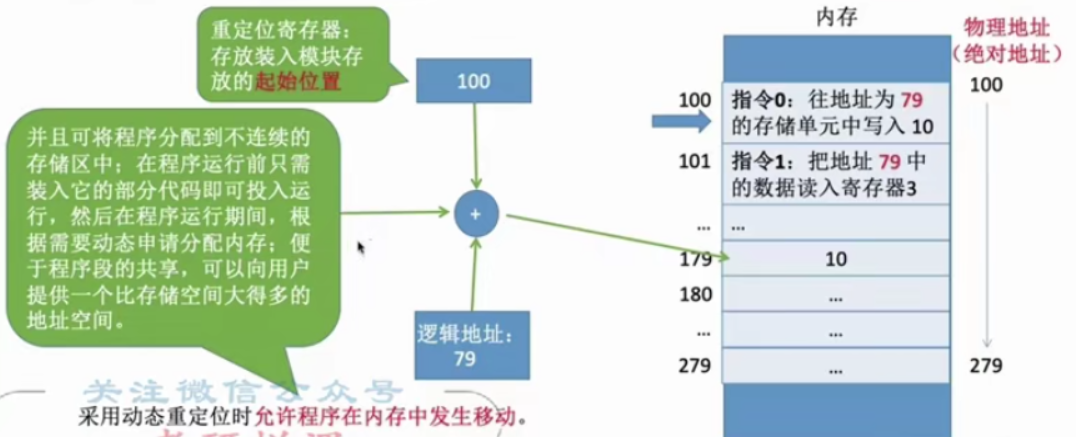 重定位寄存器：
存放装入模块存
放的起始位置
100
并且可将程序分配到不连续的
存储区中；在程序运行前只需
装入它的部分代码即可投入运
行，然后在程序运行期间，根
据需要动态申请分配内存；便
于程序段的共享，可以向用户
提供一个比存储空间大得多的
地址空间。
+
逻辑地址：
79
内存
物理地址
（绝对地址）
100
100
指令0：往地址为 79
的存储单元中写入 10
101
指令1：把地址 79 中
的数据读入寄存器3
...
...
179
10
180
...
...
...
279
...
279
关注微信公众号
采用动态重定位时允许程序在内存中发生移动。